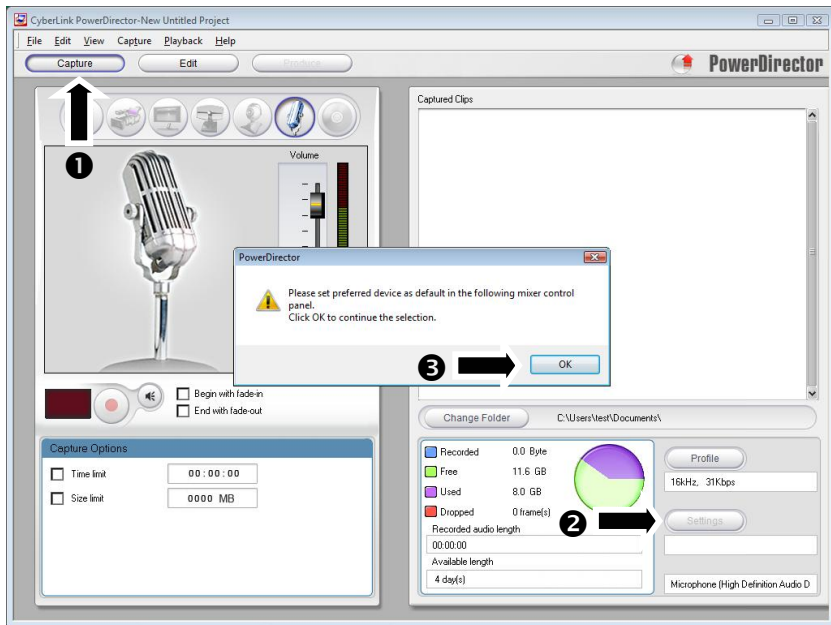 CyberLink PowerDirector-New Untitled Project
File Edit View Capture Playback Help
Capture Edit Produce
PowerDirector
1
Volume
Captured Clips
PowerDirector
Please set preferred device as default in the following mixer control
panel.
Click OK to continue the selection.
3
OK
Begin with fade-in
End with fade-out
Change Folder C:\Users\test\Documents\
Capture Options
Time limit 00:00:00
Size limit 0000 MB
Recorded 0.0 Byte
Free 11.6 GB
Used 8.0 GB
Dropped 0 frame(s)
Recorded audio length
00:00:00
Available length
4 day(s)
Profile
16kHz, 31Kbps
2
Settings
Microphone (High Definition Audio D